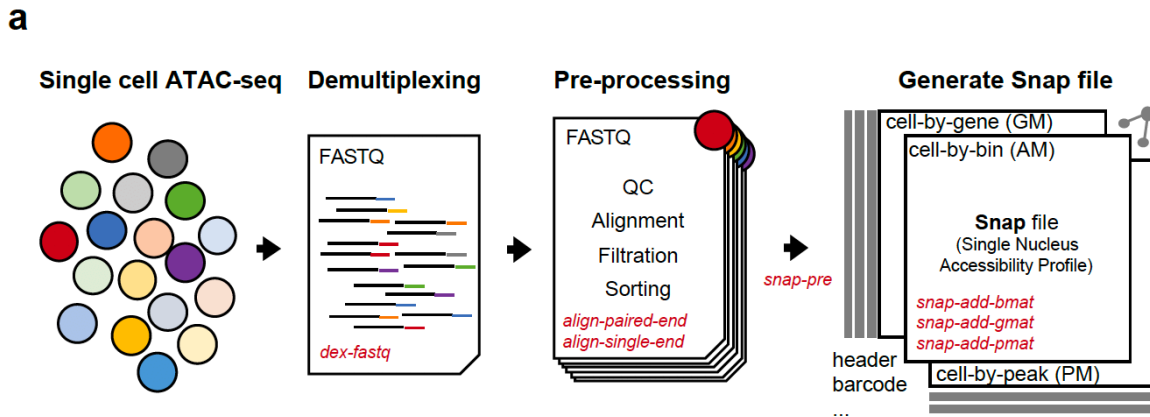 a
Single cell ATAC-seq
Demultiplexing
Pre-processing
Generate Snap file
FASTQ
dex-fastq
FASTQ
QC
Alignment
Filtration
Sorting
align-paired-end
align-single-end
snap-pre
cell-by-gene (GM)
cell-by-bin (AM)
Snap file
(Single Nucleus
Accessibility Profile)
snap-add-bmat
snap-add-gmat
snap-add-pmat
cell-by-peak (PM)
header
barcode
...